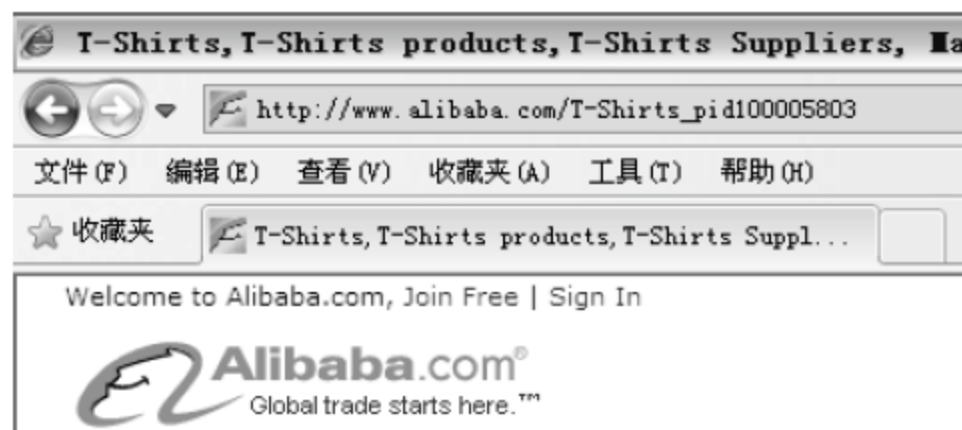 T-Shirts, T-Shirts products, T-Shirts Suppliers,
http://www.alibaba.com/T-Shirts_pid100005803
文件(F) 编辑(E) 查看(V) 收藏夹(A) 工具(T) 帮助(H)
收藏夹 T-Shirts, T-Shirts products, T-Shirts Suppl...
Welcome to Alibaba.com, Join Free | Sign In
Alibaba.com®
Global trade starts here.™